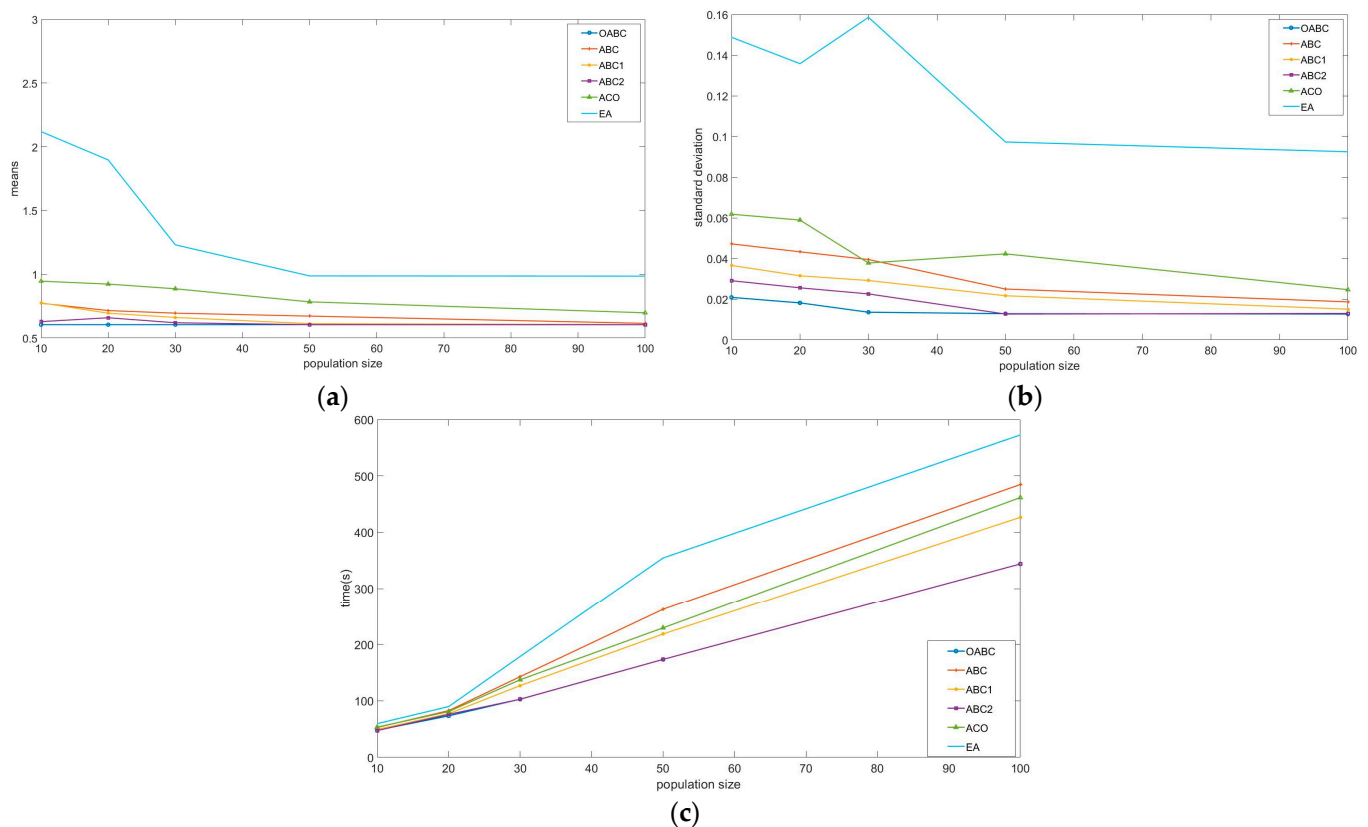 3
2.5
2
1.5
1
0.5
means
10 20 30 40 50 60 70 80 90 100
population size
OABC
ABC
ABC1
ABC2
ACO
EA
(a)
0.16
0.14
0.12
0.1
0.08
0.06
0.04
0.02
0
standard deviation
10 20 30 40 50 60 70 80 90 100
population size
OABC
ABC
ABC1
ABC2
ACO
EA
(b)
600
500
400
300
200
100
0
time(s)
10 20 30 40 50 60 70 80 90 100
population size
OABC
ABC
ABC1
ABC2
ACO
EA
(c)